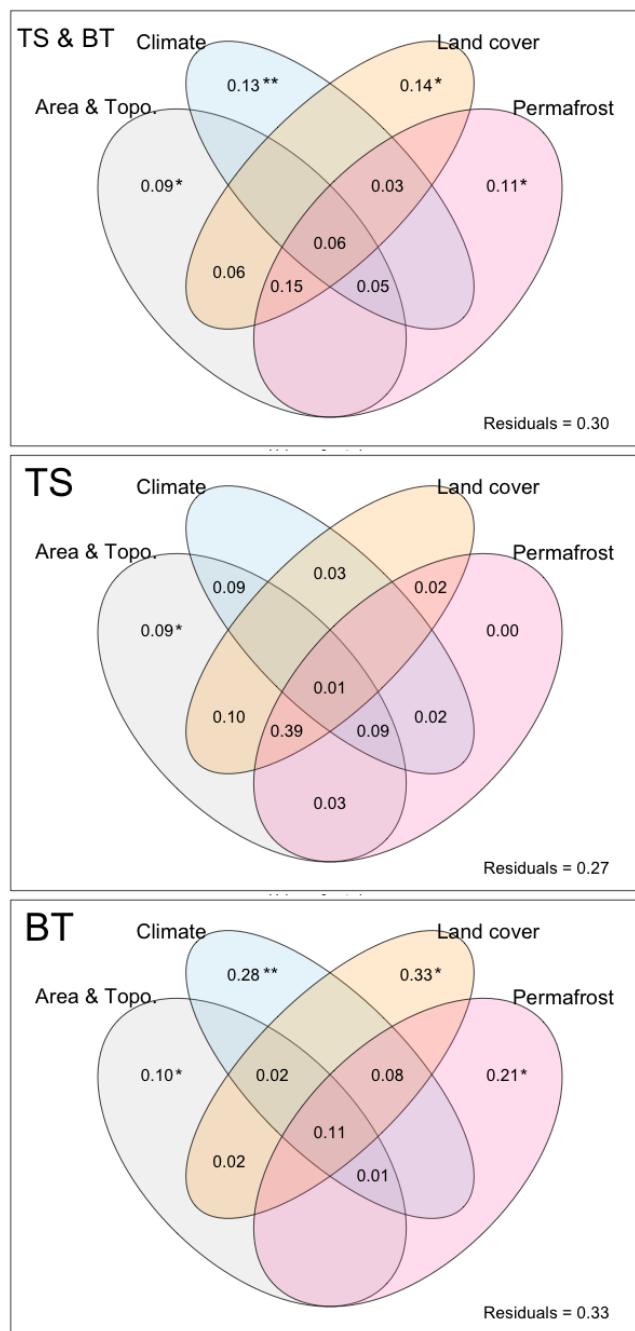 TS & BT
Climate
Land cover
Area & Topo.
Permafrost
0.13 **
0.14 *
0.09 *
0.03
0.11 *
0.06
0.06
0.15
0.05
Residuals = 0.30
TS
Climate
Land cover
Area & Topo.
Permafrost
0.09
0.03
0.02
0.09 *
0.00
0.01
0.10
0.39
0.09
0.02
0.03
Residuals = 0.27
BT
Climate
Land cover
Area & Topo.
Permafrost
0.28 **
0.33 *
0.10 *
0.02
0.08
0.21 *
0.11
0.02
0.01
Residuals = 0.33